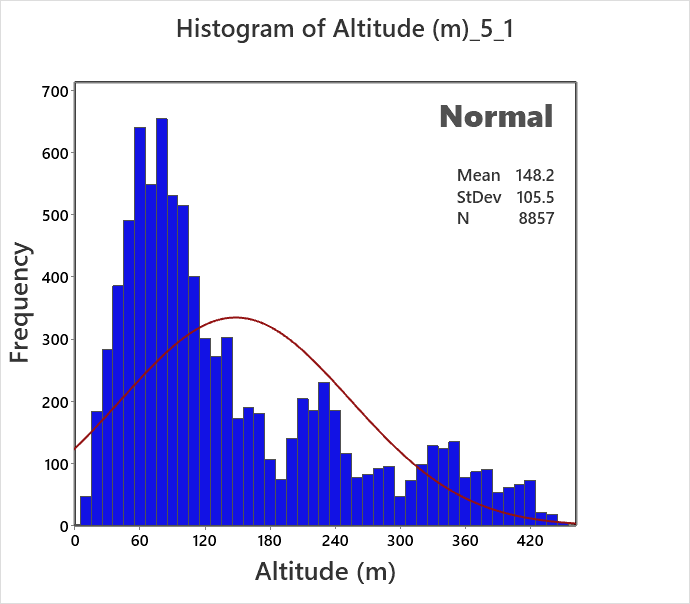 Histogram of Altitude (m)_5_1
Normal
Mean 148.2
StDev 105.5
N 8857
Frequency
700
600
500
400
300
200
100
0
0 60 120 180 240 300 360 420
Altitude (m)